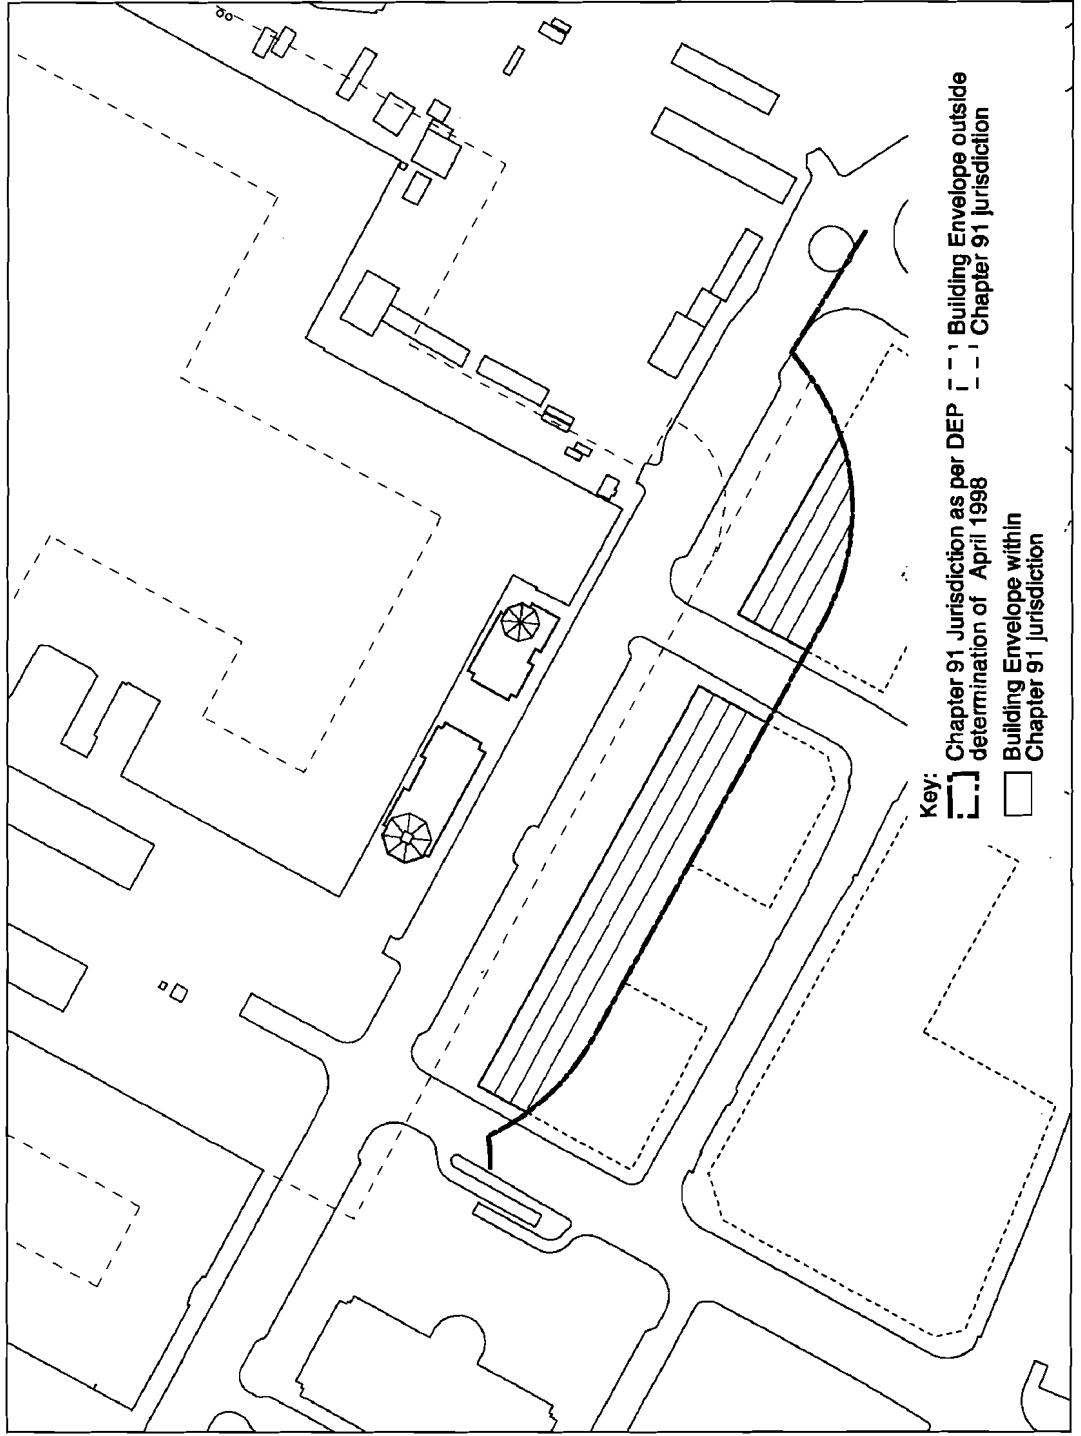 Key:
Chapter 91 Jurisdiction as per DEP
determination of April 1998
Building Envelope within
Chapter 91 jurisdiction
Building Envelope outside
Chapter 91 jurisdiction